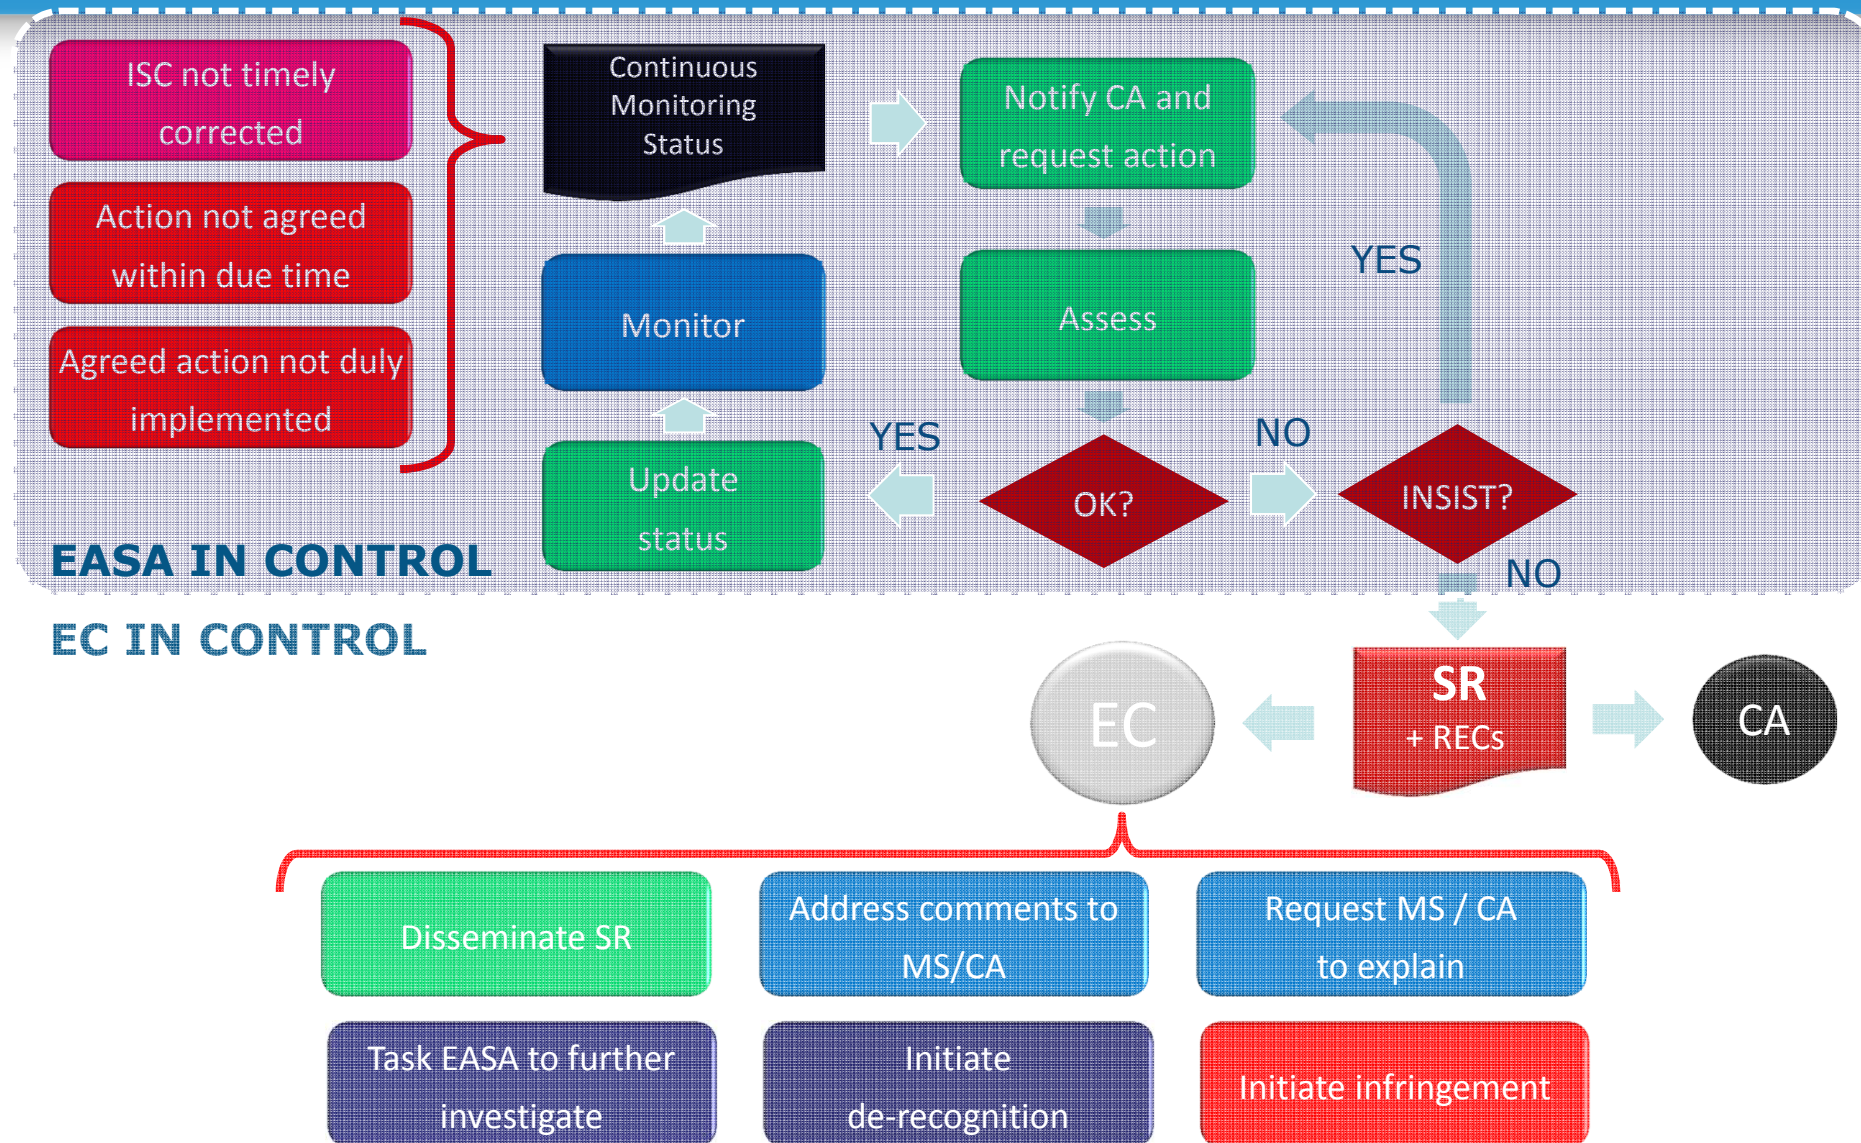 ISC not timely
corrected
Action not agreed
within due time
Agreed action not duly
implemented
Continuous
Monitoring
Status
Monitor
Update
status
Notify CA and
request action
Assess
OK?
YES
NO
INSIST?
YES
NO
EASA IN CONTROL
EC IN CONTROL
EC
SR
+ RECs
CA
Disseminate SR
Address comments to
MS/CA
Request MS / CA
to explain
Task EASA to further
investigate
Initiate
de-recognition
Initiate infringement